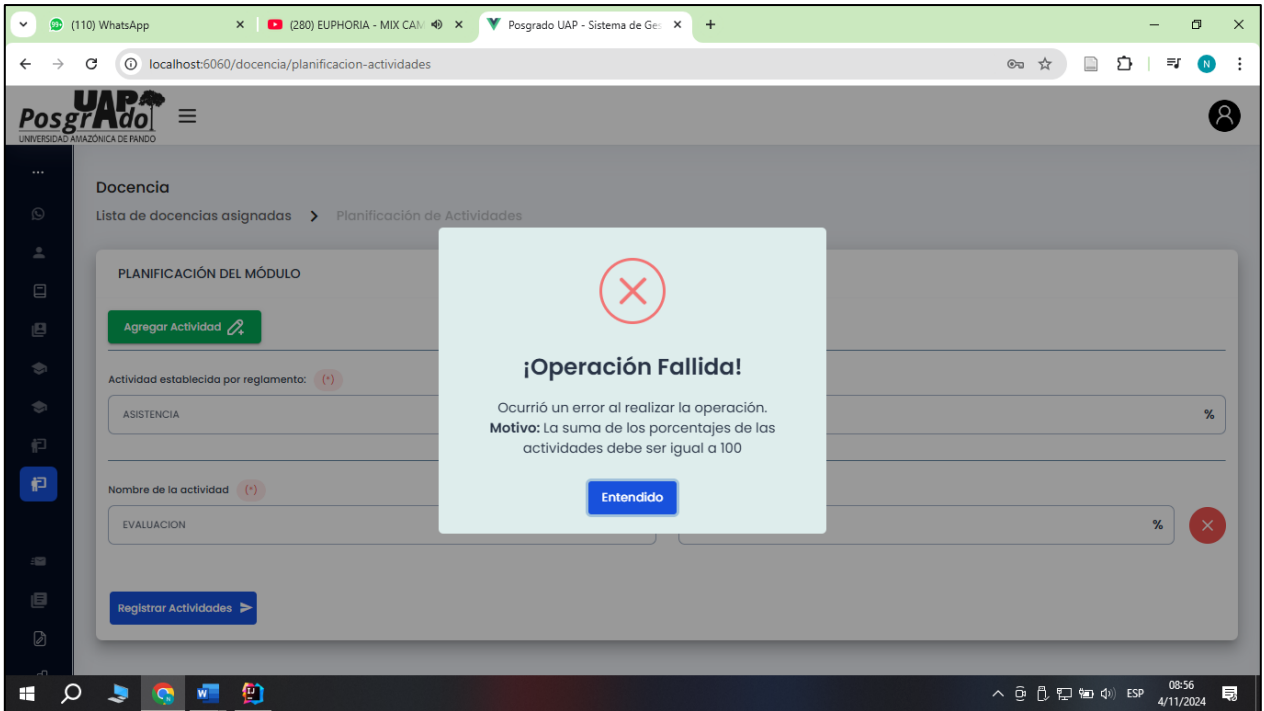 (110) WhatsApp
(280) EUPHORIA - MIX CAM
Posgrado UAP - Sistema de Ges
localhost:6060/docencia/planificacion-actividades
N
UAP
PosgrAdo
UNIVERSIDAD AMAZÓNICA DE PANDO
Docencia
Lista de docencias asignadas > Planificación de Actividades
PLANIFICACIÓN DEL MÓDULO
Agregar Actividad
Actividad establecida por reglamento: (*)
ASISTENCIA
%
Nombre de la actividad (*)
EVALUACION
%
Registrar Actividades
¡Operación Fallida!
Ocurrió un error al realizar la operación.
Motivo: La suma de los porcentajes de las
actividades debe ser igual a 100
Entendido
ESP
08:56
4/11/2024